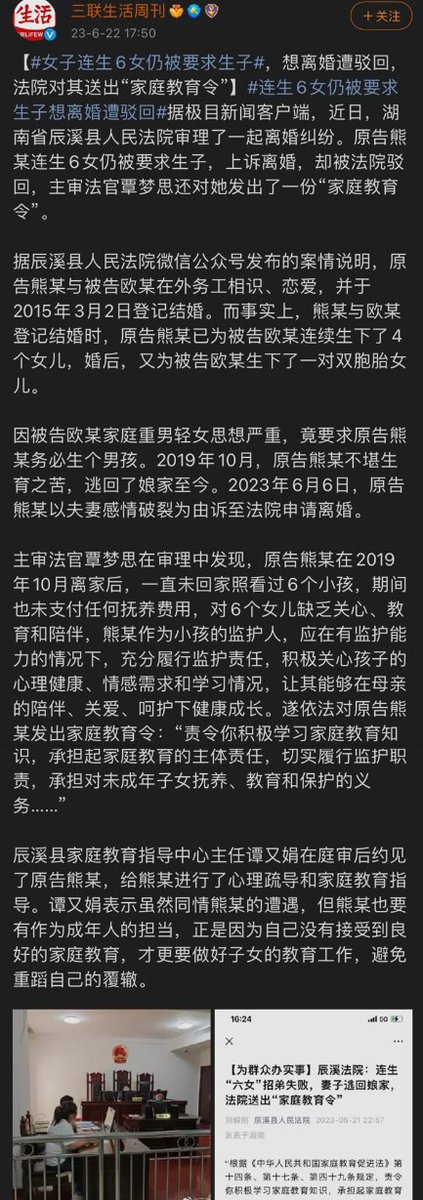 生活
三联生活周刊
+关注
23-6-22 17:50
【#女子连生6女仍被要求生子#，想离婚遭驳回，
法院对其送出“家庭教育令”】#连生6女仍被要求
生子想离婚遭驳回#据极目新闻客户端，近日，湖
南省辰溪县人民法院审理了一起离婚纠纷。原告熊
某连生6女仍被要求生子，上诉离婚，却被法院驳
回，主审法官覃梦思还对她发出了一份“家庭教育
令”。
据辰溪县人民法院微信公众号发布的案情说明，原
告熊某与被告欧某在外务工相识、恋爱，并于
2015年3月2日登记结婚。而事实上，熊某与欧某
登记结婚时，原告熊某已为被告欧某连续生下了4
个女儿，婚后，又为被告欧某生下了一对双胞胎女
儿。
因被告欧某家庭重男轻女思想严重，竟要求原告熊
某务必生个男孩。2019年10月，原告熊某不堪生
育之苦，逃回了娘家至今。2023年6月6日，原告
熊某以夫妻感情破裂为由诉至法院申请离婚。
主审法官覃梦思在审理中发现，原告熊某在2019
年10月离家后，一直未回家照看过6个小孩，期间
也未支付任何抚养费用，对6个女儿缺乏关心、教
育和陪伴，熊某作为小孩的监护人，应在有监护能
力的情况下，充分履行监护责任，积极关心孩子的
心理健康、情感需求和学习情况，让其能够在母亲
的陪伴、关爱、呵护下健康成长。遂依法对原告熊
某发出家庭教育令：“责令你积极学习家庭教育知
识，承担起家庭教育的主体责任，切实履行监护职
责，承担对未成年子女抚养、教育和保护的义
务……”
辰溪县家庭教育指导中心主任谭又娟在庭审后约见
了原告熊某，给熊某进行了心理疏导和家庭教育指
导。谭又娟表示虽然同情熊某的遭遇，但熊某也要
有作为成年人的担当，正是因为自己没有接受到良
好的家庭教育，才更要做好子女的教育工作，避免
重蹈自己的覆辙。
16:24
5G
【为群众办实事】辰溪法院：连生
“六女”招弟失败，妻子逃回娘家，
法院送出“家庭教育令”
辰溪县人民法院 2023-06-21 22:57
发表于湖南
“根据《中华人民共和国家庭教育促进法》第
十四条、第十七条、第四十九条规定，责令
你积极学习家庭教育知识，承担起家庭教育